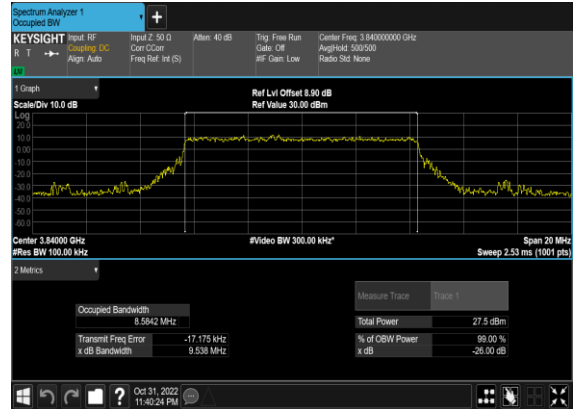 Spectrum Analyzer 1
Occupied BW
KEYSIGHT Input: RF Input Z: 50 Ω Atten: 40 dB Trig: Free Run Center Freq: 3.840000000 GHz
R T Coupling: DC Corr CCorr Gate: Off Avg|Hold: 500/500
Align: Auto Freq Ref: Int (S) #IF Gain: Low Radio Std: None
1 Graph
Ref Lvl Offset 8.90 dB
Scale/Div 10.0 dB Ref Value 30.00 dBm
Log
20.0
10.0
0.00
-10.0
-20.0
-30.0
-40.0
-50.0
-60.0
Center 3.84000 GHz #Video BW 300.00 kHz* Span 20 MHz
#Res BW 100.00 kHz Sweep 2.53 ms (1001 pts)
2 Metrics
Measure Trace Trace 1
Occupied Bandwidth
8.5842 MHz Total Power 27.5 dBm
Transmit Freq Error -17.175 kHz % of OBW Power 99.00 %
x dB Bandwidth 9.538 MHz x dB -26.00 dB
Oct 31, 2022
11:40:24 PM